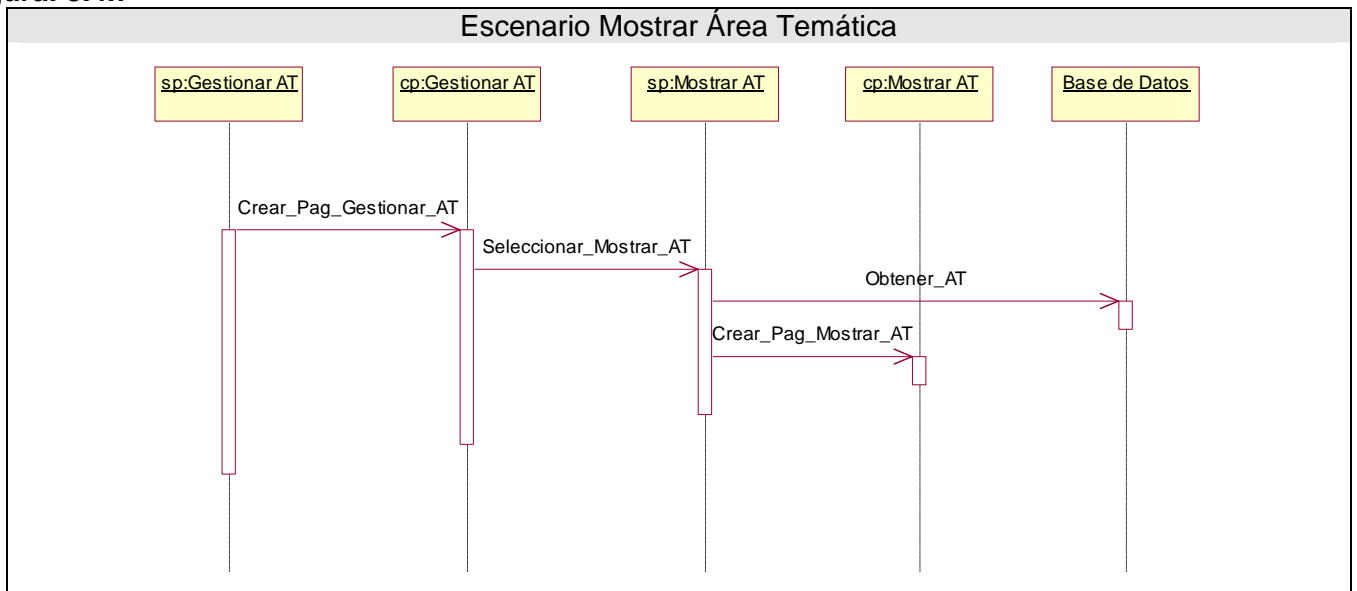 Escenario Mostrar Área Temática
sp:Gestionar AT
cp:Gestionar AT
sp:Mostrar AT
cp:Mostrar AT
Base de Datos
Crear_Pag_Gestionar_AT
Seleccionar_Mostrar_AT
Obtener_AT
Crear_Pag_Mostrar_AT